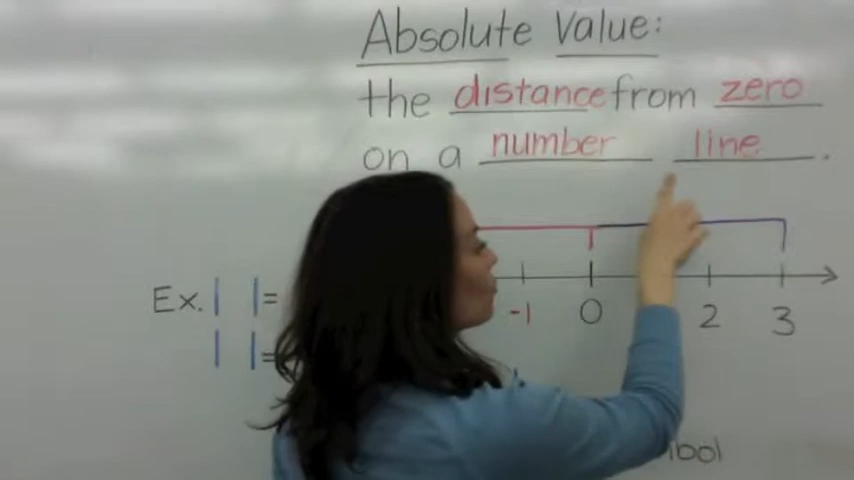 Absolute Value:
the distance from zero
on a number line.
Ex. | | =
| | =
-1 0 2 3